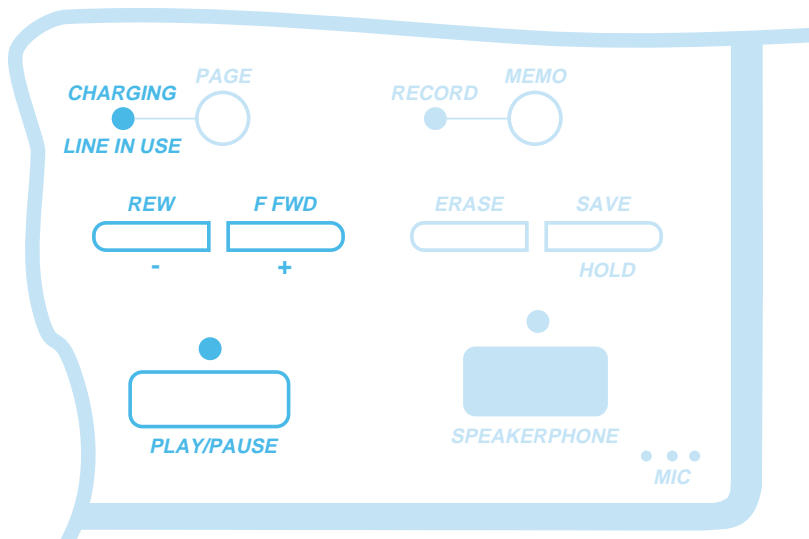 PAGE
MEMO
CHARGING
RECORD
LINE IN USE
REW
F FWD
ERASE
SAVE
-
+
HOLD
PLAY/PAUSE
SPEAKERPHONE
MIC